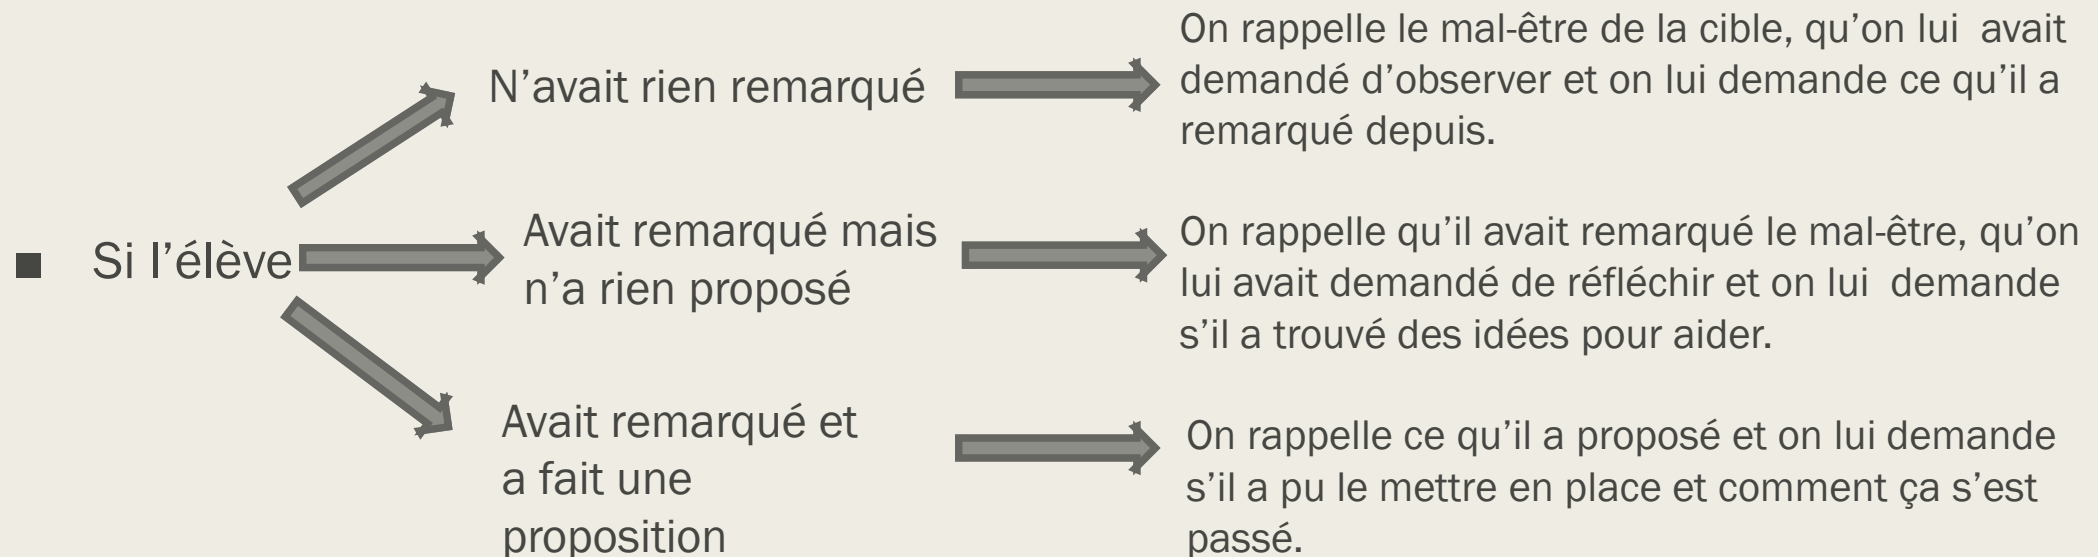 ■ Si l'élève
N'avait rien remarqué
On rappelle le mal-être de la cible, qu'on lui avait
demandé d'observer et on lui demande ce qu'il a
remarqué depuis.
Avait remarqué mais
n'a rien proposé
On rappelle qu'il avait remarqué le mal-être, qu'on
lui avait demandé de réfléchir et on lui demande
s'il a trouvé des idées pour aider.
Avait remarqué et
a fait une
proposition
On rappelle ce qu'il a proposé et on lui demande
s'il a pu le mettre en place et comment ça s'est
passé.